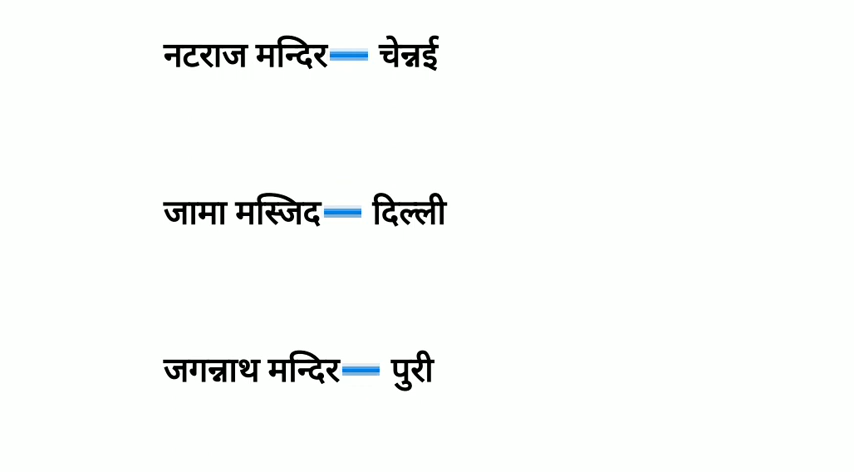 नटराज मन्दिर➖ चेन्नई
जामा मस्जिद➖ दिल्ली
जगन्नाथ मन्दिर➖ पुरी